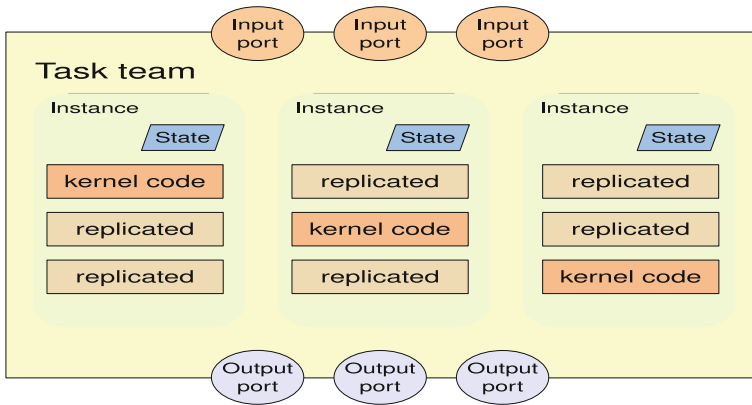 Input
port
Input
port
Input
port
Task team
Instance
State
kernel code
replicated
replicated
Instance
State
replicated
kernel code
replicated
Instance
State
replicated
replicated
kernel code
Output
port
Output
port
Output
port